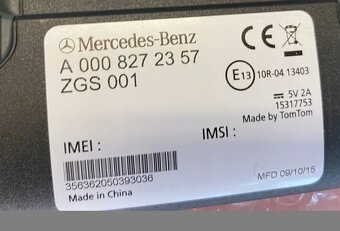 Mercedes-Benz
A 000 827 23 57
ZGS 001
CE
E13 10R-04 13403
5V 2A
15317753
Made by TomTom
IMEI :
IMSI :
356362050393036
Made in China
MFD 09/10/15